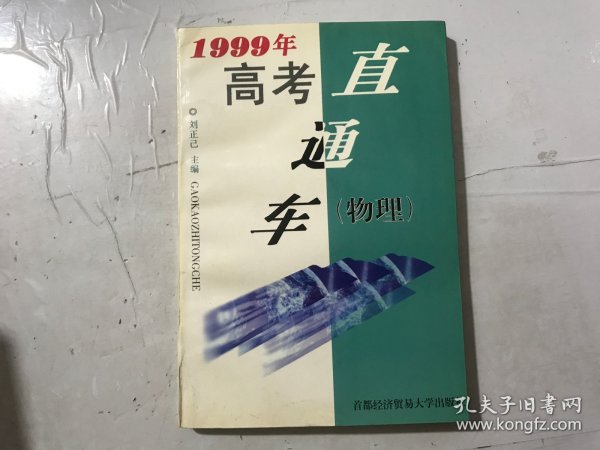 1999年
高考
直
通
车
(物理)
◎刘正己 主编 GAOKAOZHITONGCHE
首都经济贸易大学出版
孔夫子旧书网
www.kongfz.com